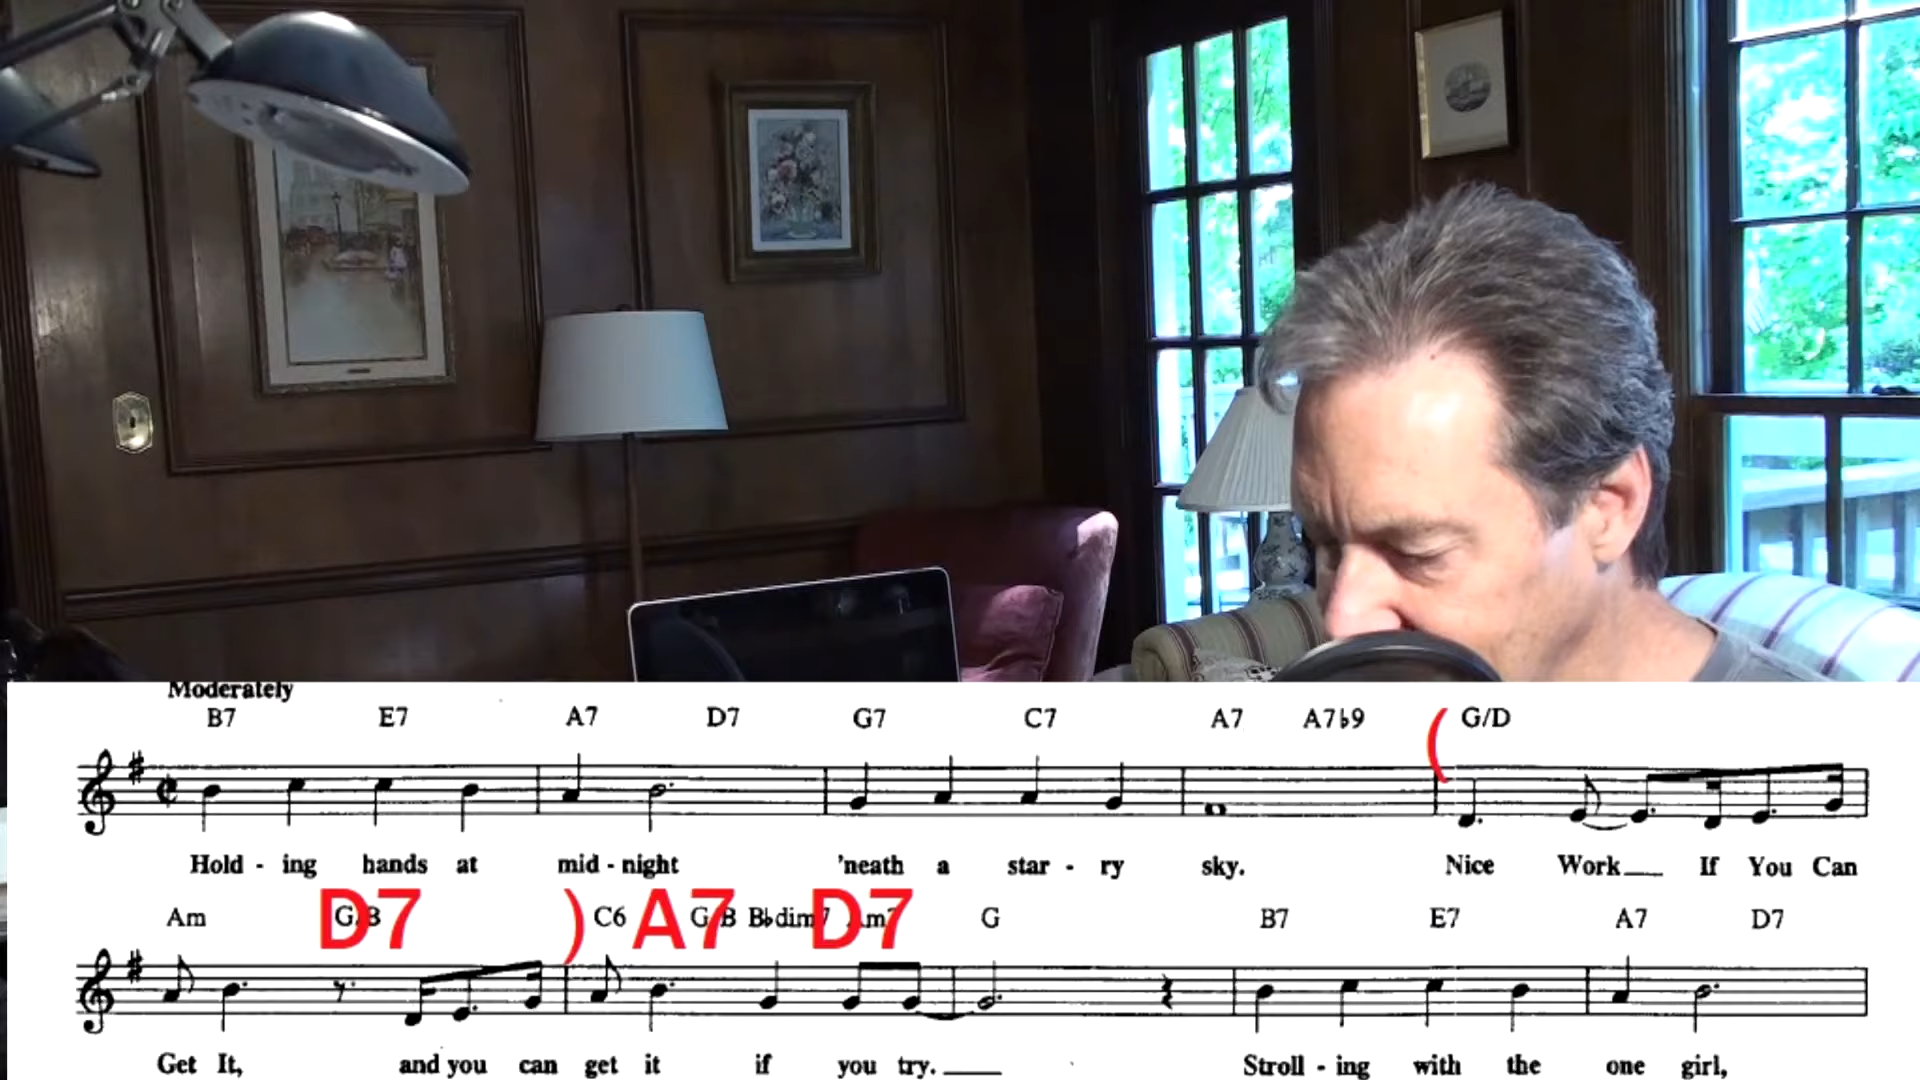 Moderately
B7 E7 A7 D7 G7 C7 A7 A7♭9 ( G/D
Hold - ing hands at mid - night 'neath a star - ry sky. Nice Work__ If You Can
Am D7 G/B ) C6 A7 G/B B♭dim7 D7 Am7 G B7 E7 A7 D7
Get It, and you can get it if you try.__ Stroll - ing with the one girl,